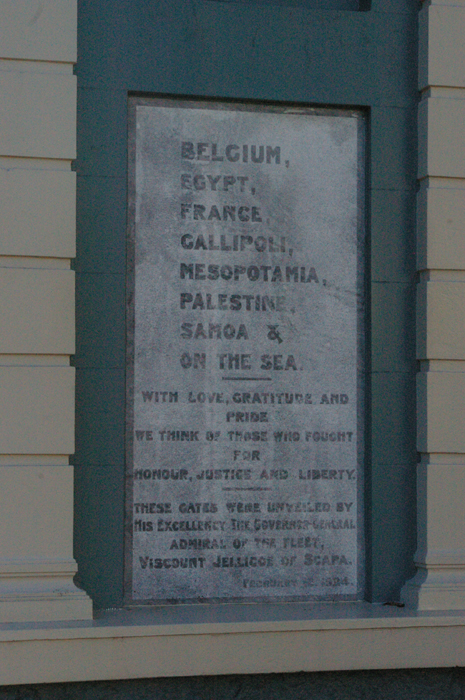 BELGIUM,
EGYPT,
FRANCE,
GALLIPOLI,
MESOPOTAMIA,
PALESTINE,
SAMOA &
ON THE SEA.
WITH LOVE, GRATITUDE AND
PRIDE
WE THINK OF THOSE WHO FOUGHT
FOR
HONOUR, JUSTICE AND LIBERTY.
THESE GATES WERE UNVEILED BY
HIS EXCELLENCY THE GOVERNOR-GENERAL
ADMIRAL OF THE FLEET,
VISCOUNT JELLICOE OF SCAPA.
FEBRUARY 1924.